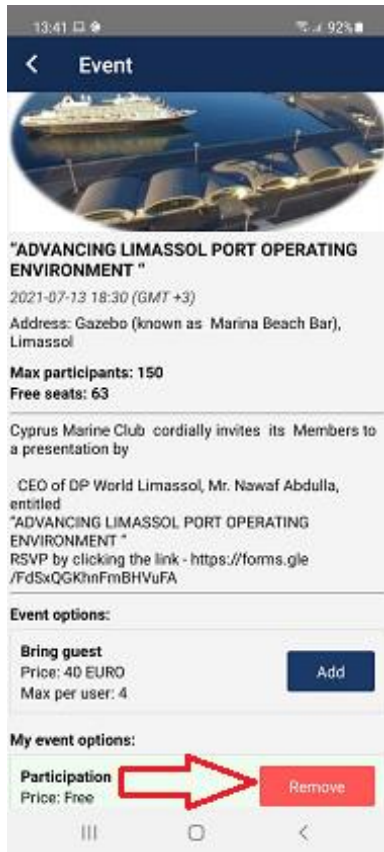 13:41
92%
Event
"ADVANCING LIMASSOL PORT OPERATING
ENVIRONMENT "
2021-07-13 18:30 (GMT +3)
Address: Gazebo (known as Marina Beach Bar),
Limassol
Max participants: 150
Free seats: 63
Cyprus Marine Club cordially invites its Members to
a presentation by
CEO of DP World Limassol, Mr. Nawaf Abdulla,
entitled
"ADVANCING LIMASSOL PORT OPERATING
ENVIRONMENT "
RSVP by clicking the link - https://forms.gle
/FdSxQGKhnFmBHVuFA
Event options:
Bring guest
Price: 40 EURO
Max per user: 4
Add
My event options:
Participation
Price: Free
Remove